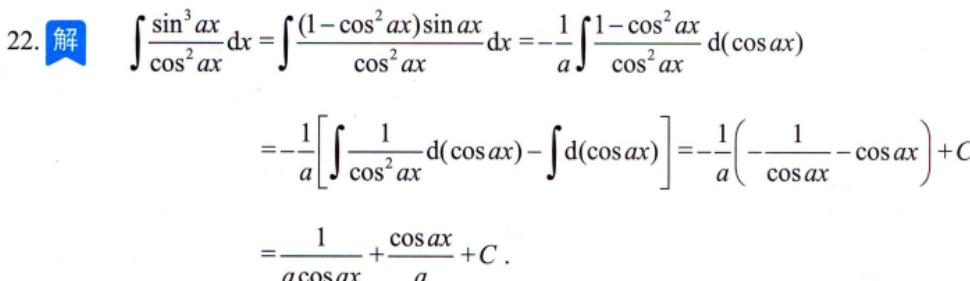 22. 解 ∫ sin³ax/cos²ax dx = ∫ (1−cos²ax)sin ax/cos²ax dx = −1/a ∫ 1−cos²ax/cos²ax d(cos ax)
= −1/a [∫ 1/cos²ax d(cos ax) − ∫ d(cos ax)] = −1/a (−1/cos ax − cos ax) + C
= 1/a cos ax + cos ax/a + C .